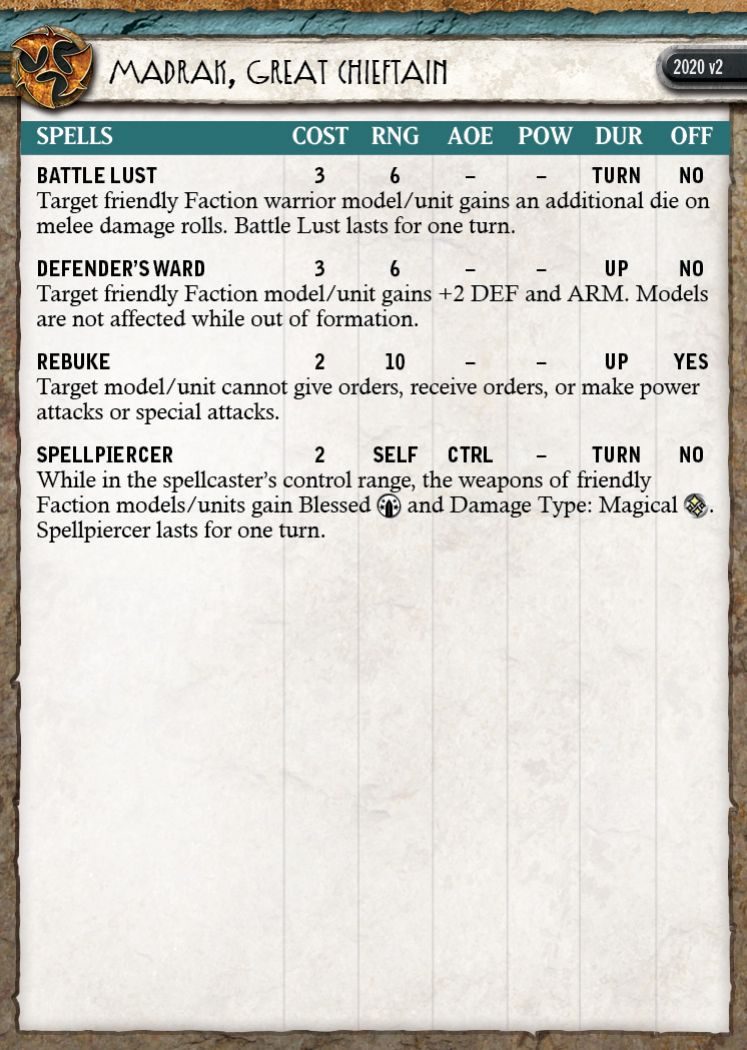 MADRAK, GREAT CHIEFTAIN
2020 v2
SPELLS COST RNG AOE POW DUR OFF
BATTLE LUST 3 6 – – TURN NO
Target friendly Faction warrior model/unit gains an additional die on
melee damage rolls. Battle Lust lasts for one turn.
DEFENDER'S WARD 3 6 – – UP NO
Target friendly Faction model/unit gains +2 DEF and ARM. Models
are not affected while out of formation.
REBUKE 2 10 – – UP YES
Target model/unit cannot give orders, receive orders, or make power
attacks or special attacks.
SPELLPIERCER 2 SELF CTRL – TURN NO
While in the spellcaster's control range, the weapons of friendly
Faction models/units gain Blessed and Damage Type: Magical .
Spellpiercer lasts for one turn.